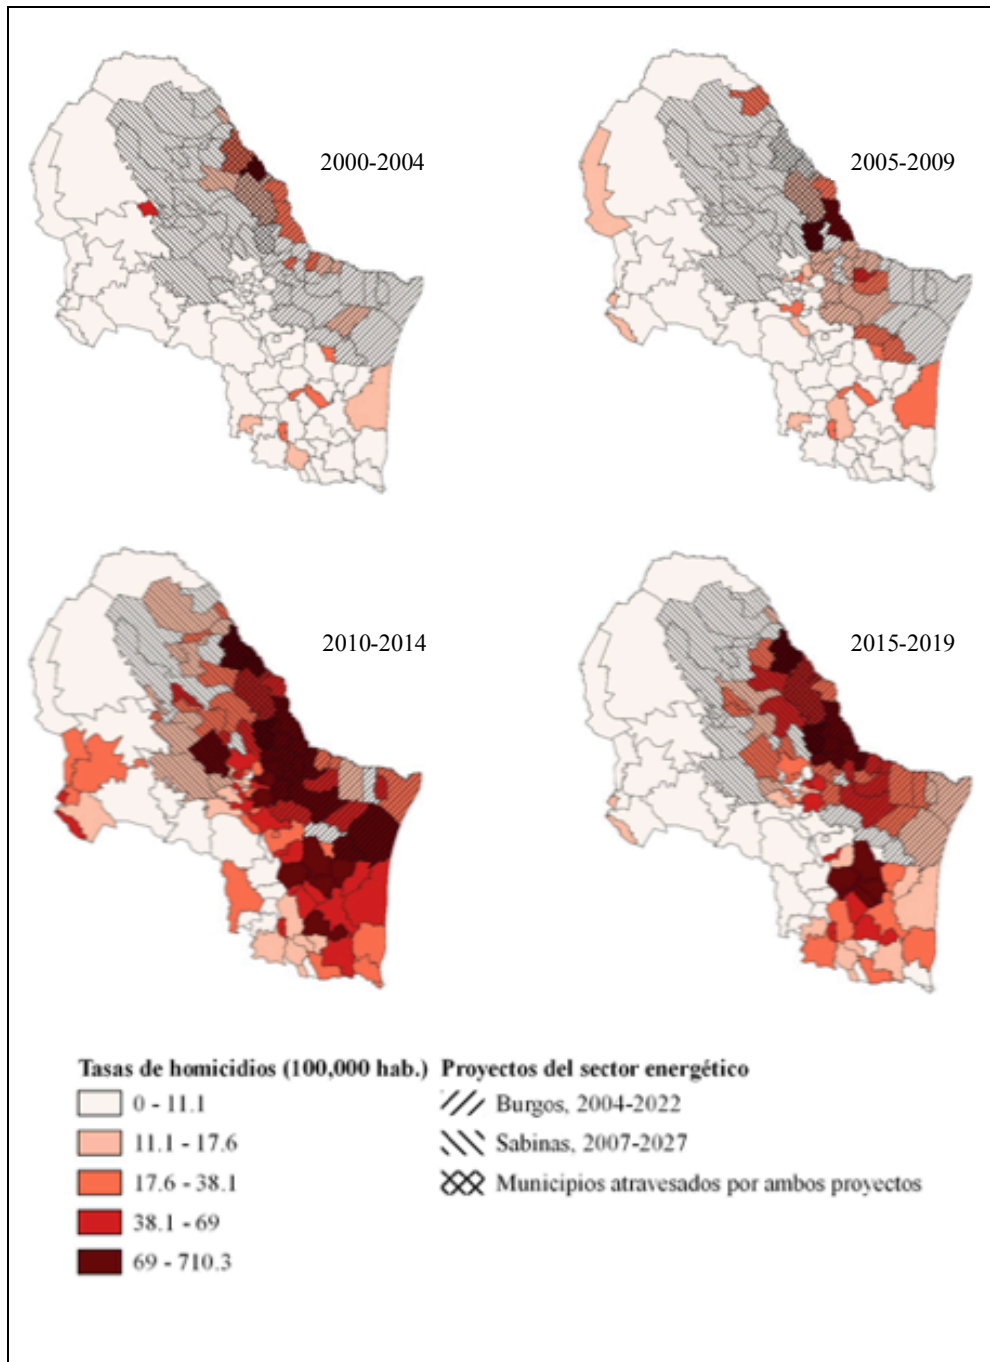 2000-2004
2005-2009
2010-2014
2015-2019
Tasas de homicidios (100,000 hab.)
0 - 11.1
11.1 - 17.6
17.6 - 38.1
38.1 - 69
69 - 710.3
Proyectos del sector energético
Burgos, 2004-2022
Sabinas, 2007-2027
Municipios atravesados por ambos proyectos